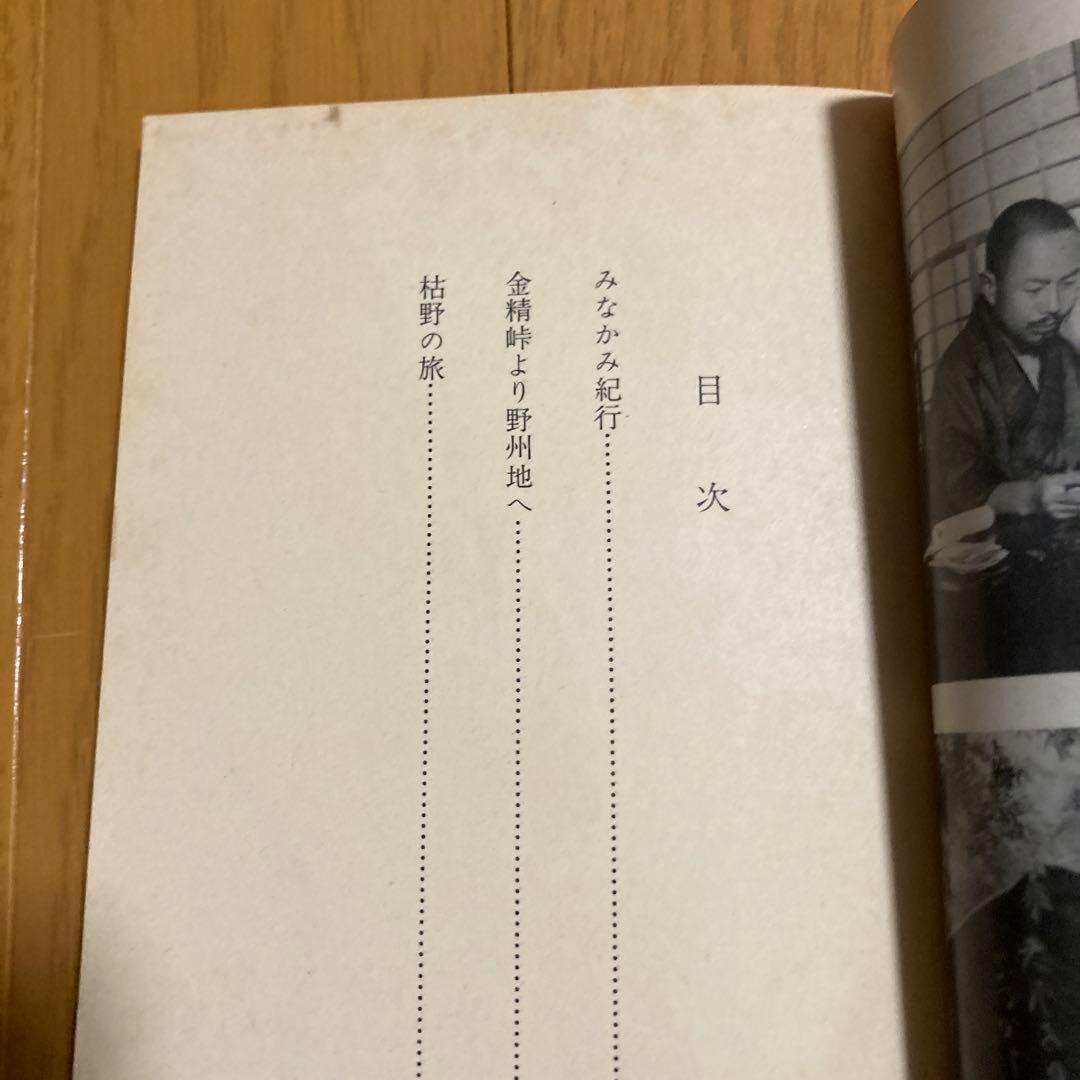 目次
みなかみ紀行
金精峠より野州地へ
枯野の旅